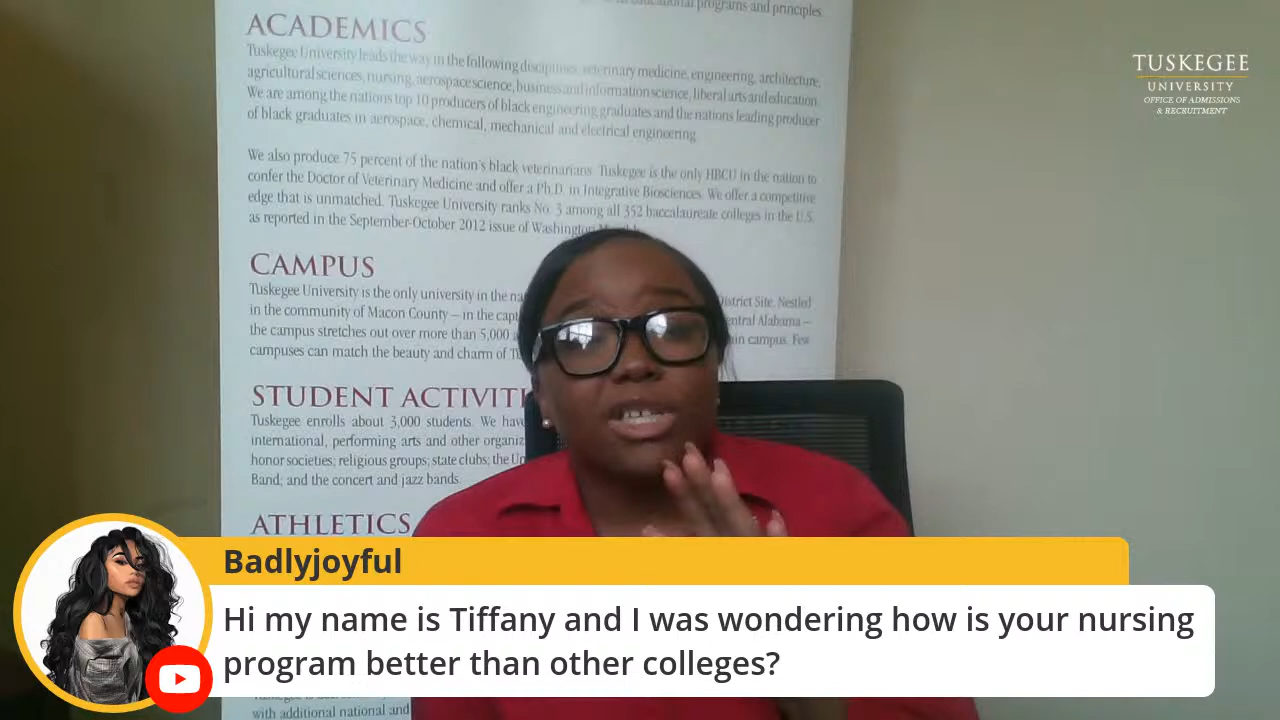 educational programs and principles
ACADEMICS
Tuskegee University leads the way in the following disciplines, veterinary medicine, engineering, architecture,
agricultural sciences, nursing, aerospace science, business and information science, liberal arts and education.
We are among the nations top 10 producers of black engineering graduates and the nations leading producer
of black graduates in aerospace, chemical, mechanical and electrical engineering.
We also produce 75 percent of the nation's black veterinarians. Tuskegee is the only HBCU in the nation to
confer the Doctor of Veterinary Medicine and offer a Ph.D. in Integrative Biosciences. We offer a competitive
edge that is unmatched. Tuskegee University ranks No. 3 among all 352 baccalaureate colleges in the U.S.
as reported in the September-October 2012 issue of Washington
CAMPUS
Tuskegee University is the only university in the District Site. Nestled
in the community of Macon County – in the Alabama –
the campus stretches out over more than 5,000 campus. Few
campuses can match the beauty and charm of
STUDENT ACTIVITI
Tuskegee enrolls about 3,000 students. We have
international, performing arts and other
honor societies; religious groups; state clubs; the
Band; and the concert and jazz bands.
ATHLETICS
with additional national and
TUSKEGEE
UNIVERSITY
OFFICE OF ADMISSIONS
& RECRUITMENT
Badlyjoyful
Hi my name is Tiffany and I was wondering how is your nursing
program better than other colleges?